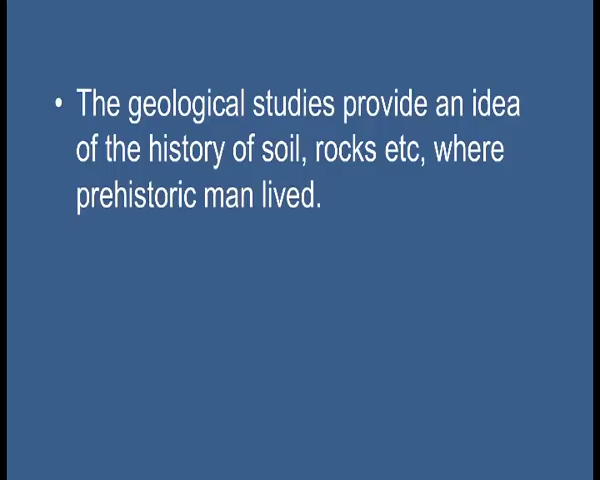 • The geological studies provide an idea
of the history of soil, rocks etc, where
prehistoric man lived.